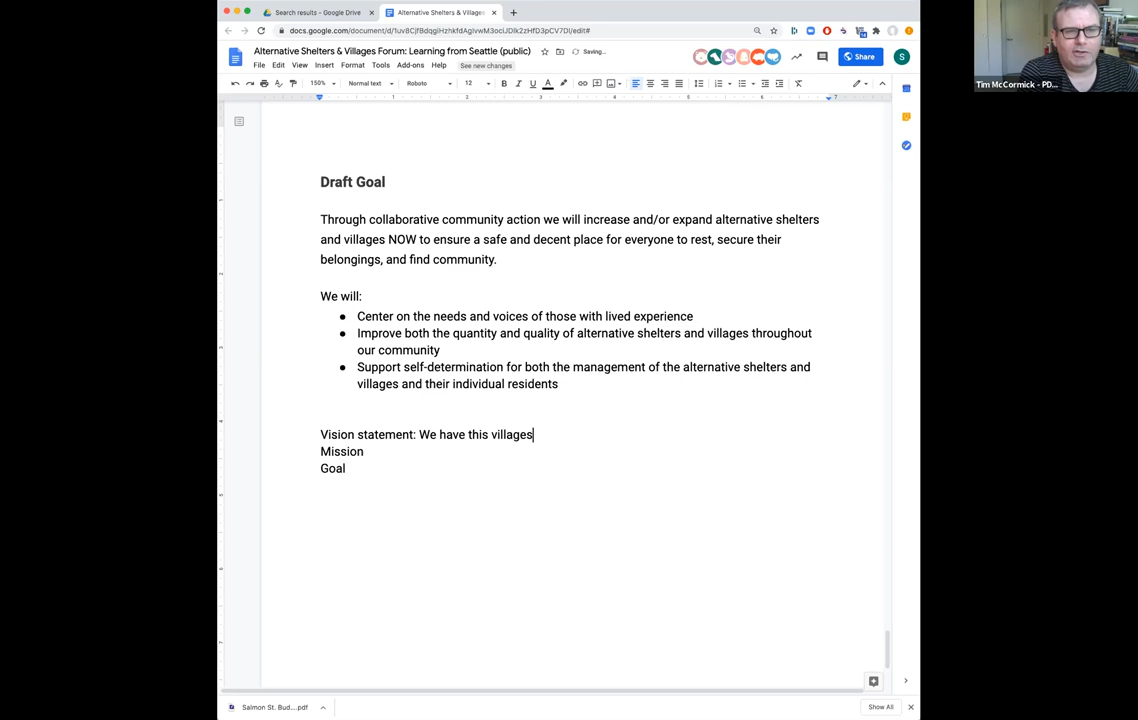 Search results – Google Drive
Alternative Shelters & Villages
docs.google.com/document/d/1uv8CjfBdqgiHzhkfdAgIvwM3ociJDlk2zHfD3pCV7DI/edit#
Alternative Shelters & Villages Forum: Learning from Seattle (public)
Saving...
File Edit View Insert Format Tools Add-ons Help See new changes
Share
S
150% Normal text Roboto 12
Tim McCormick - PD...
Draft Goal
Through collaborative community action we will increase and/or expand alternative shelters
and villages NOW to ensure a safe and decent place for everyone to rest, secure their
belongings, and find community.
We will:
● Center on the needs and voices of those with lived experience
● Improve both the quantity and quality of alternative shelters and villages throughout
our community
● Support self-determination for both the management of the alternative shelters and
villages and their individual residents
Vision statement: We have this villages
Mission
Goal
Salmon St. Bud....pdf
Show All